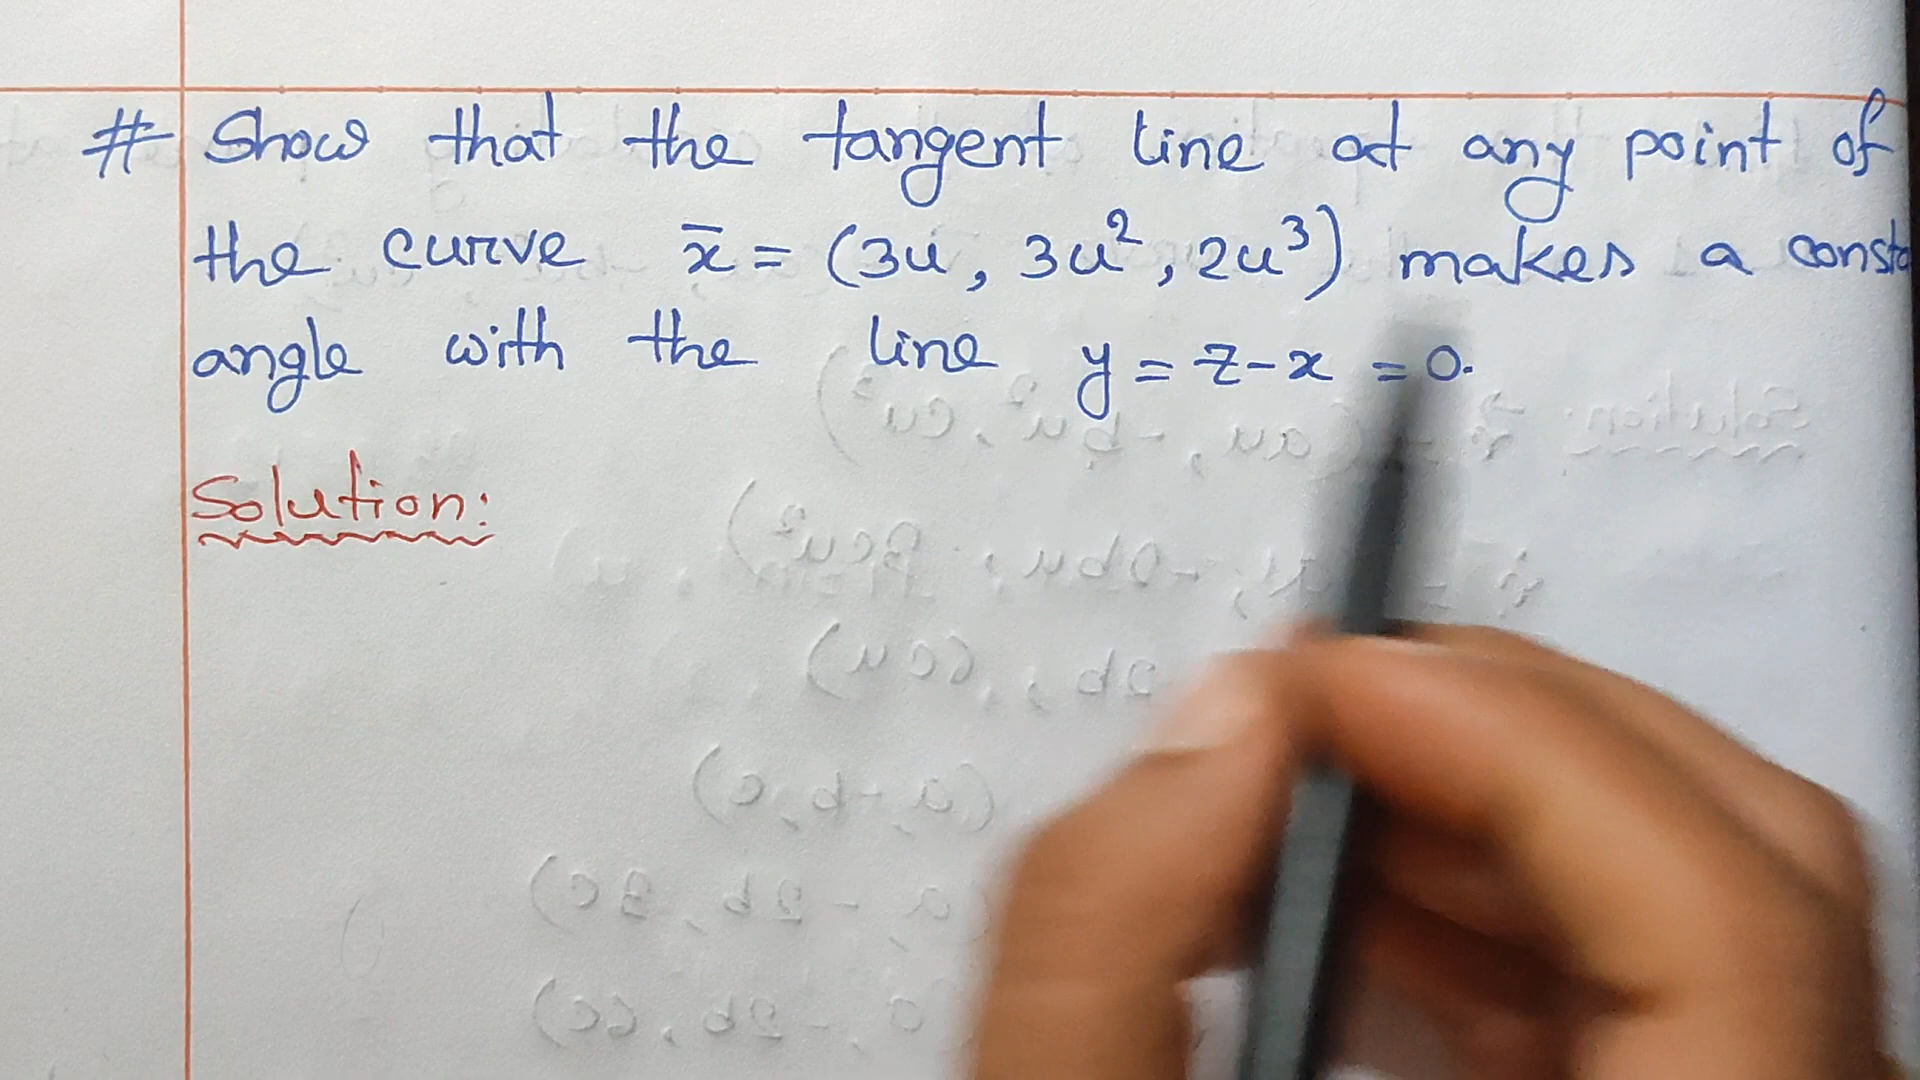 # Show that the tangent line at any point of
the curve x̄ = (3u, 3u², 2u³) makes a
angle with the line y = z - x = 0.
Solution: